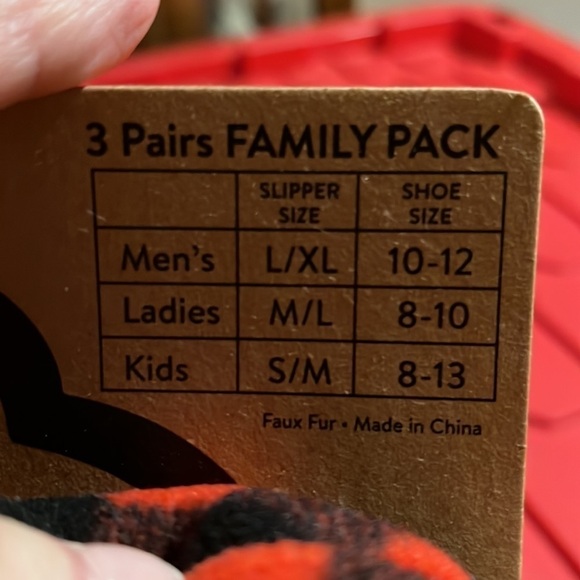 3 Pairs FAMILY PACK
SLIPPER SIZE SHOE SIZE
Men's L/XL 10-12
Ladies M/L 8-10
Kids S/M 8-13
Faux Fur • Made in China